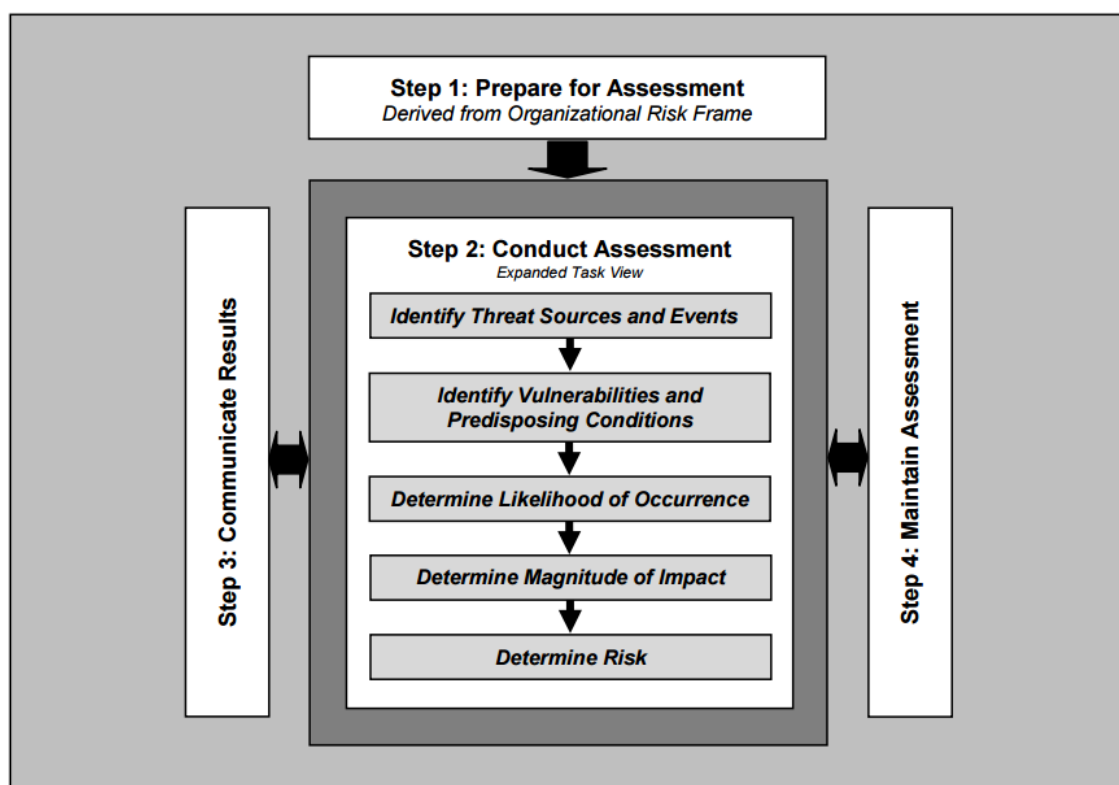 Step 1: Prepare for Assessment
Derived from Organizational Risk Frame
Step 2: Conduct Assessment
Expanded Task View
Identify Threat Sources and Events
Identify Vulnerabilities and
Predisposing Conditions
Determine Likelihood of Occurrence
Determine Magnitude of Impact
Determine Risk
Step 3: Communicate Results
Step 4: Maintain Assessment